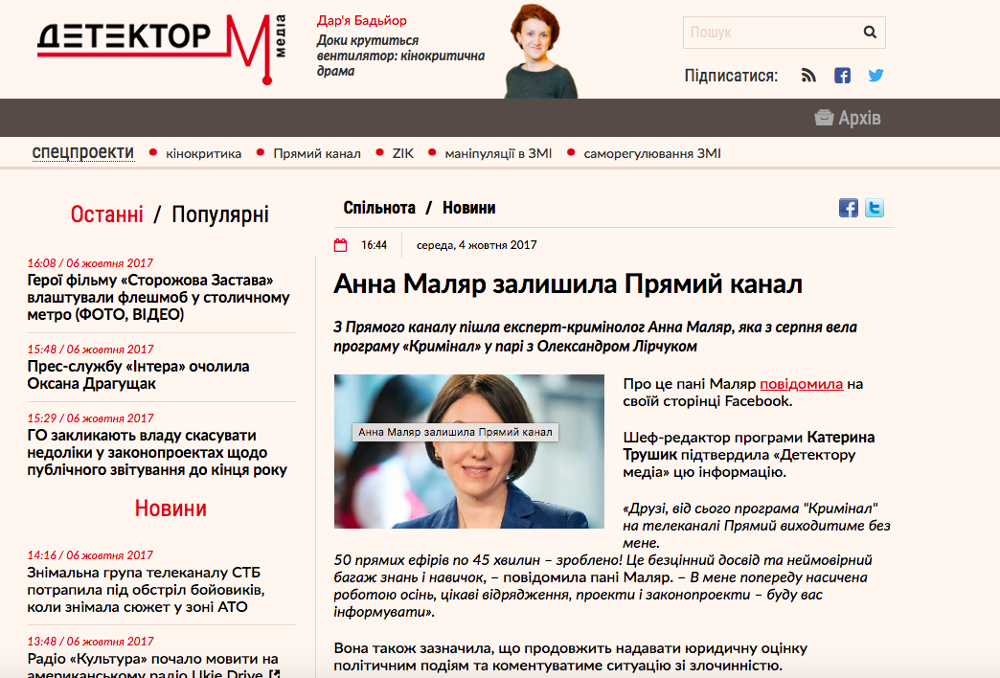 ДЕТЕКТОР
медіа
Дар'я Бадьйор
Доки крутиться
вентилятор: кінокритична
драма
Пошук
Підписатися:
Архів
спецпроекти
кінокритика
Прямий канал
ZIK
маніпуляції в ЗМІ
саморегулювання ЗМІ
Останні / Популярні
16:08 / 06 жовтня 2017
Герої фільму «Сторожова Застава»
влаштували флешмоб у столичному
метро (ФОТО, ВІДЕО)
15:48 / 06 жовтня 2017
Прес-службу «Інтера» очолила
Оксана Драгущак
15:29 / 06 жовтня 2017
ГО закликають владу скасувати
недоліки у законопроектах щодо
публічного звітування до кінця року
Новини
14:16 / 06 жовтня 2017
Знімальна група телеканалу СТБ
потрапила під обстріл бойовиків,
коли знімала сюжет у зоні АТО
13:48 / 06 жовтня 2017
Радіо «Культура» почало мовити на
американському радіо Ukie Drive
Спільнота / Новини
16:44
середа, 4 жовтня 2017
Анна Маляр залишила Прямий канал
З Прямого каналу пішла експерт-кримінолог Анна Маляр, яка з серпня вела
програму «Кримінал» у парі з Олександром Лірчуком
Анна Маляр залишила Прямий канал
Про це пані Маляр повідомила на
своїй сторінці Facebook.
Шеф-редактор програми Катерина
Трушик підтвердила «Детектору
медіа» цю інформацію.
«Друзі, від сього програма "Кримінал"
на телеканалі Прямий виходитиме без
мене.
50 прямих ефірів по 45 хвилин – зроблено! Це безцінний досвід та неймовірний
багаж знань і навичок, – повідомила пані Маляр. – В мене попереду насичена
роботою осінь, цікаві відрядження, проекти і законопроекти – буду вас
інформувати».
Вона також зазначила, що продовжить надавати юридичну оцінку
політичним подіям та коментуватиме ситуацію зі злочинністю.